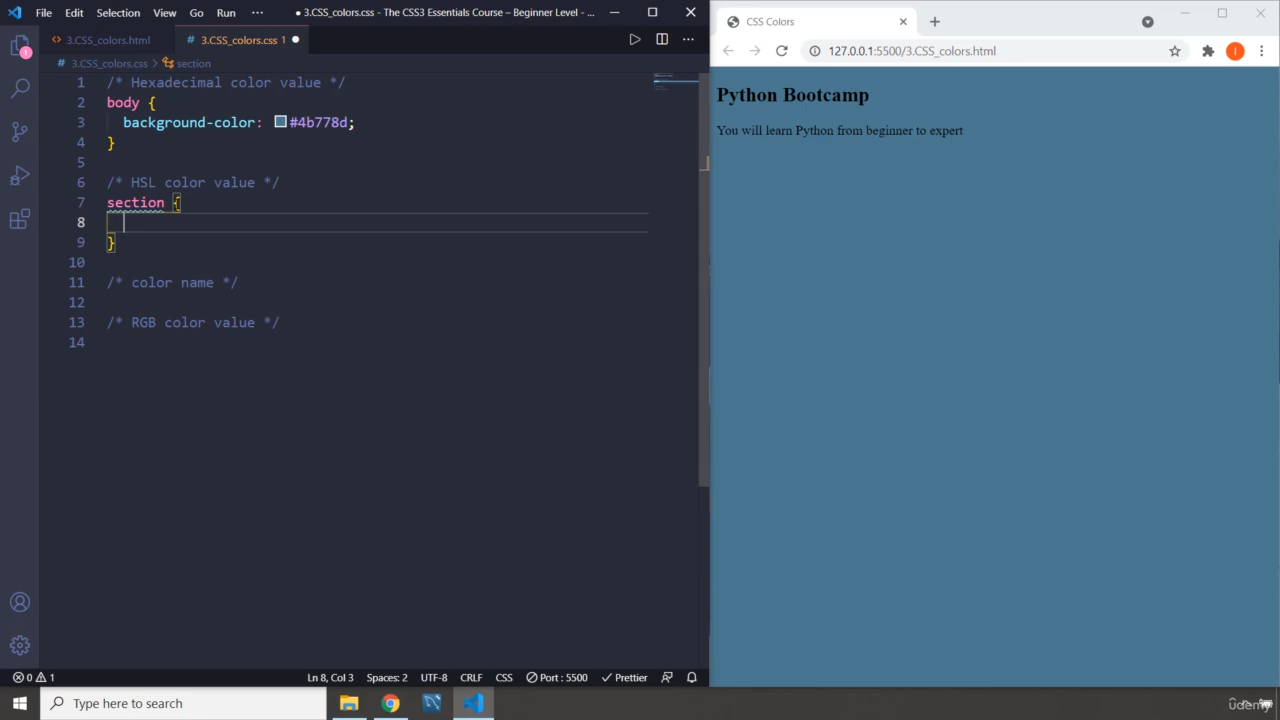 File Edit Selection View Go Run ··· ● 3.CSS_colors.css - The CSS3 Essentials Course – Beginner Level - ...
3.CSS_colors.html
3.CSS_colors.css 1
3.CSS_colors.css > section
1 /* Hexadecimal color value */
2 body {
3 background-color: #4b778d;
4 }
5
6 /* HSL color value */
7 section {
8
9 }
10
11 /* color name */
12
13 /* RGB color value */
14
1
0 1
Ln 8, Col 3 Spaces: 2 UTF-8 CRLF CSS Port : 5500 Prettier
CSS Colors
127.0.0.1:5500/3.CSS_colors.html
I
Python Bootcamp
You will learn Python from beginner to expert
Type here to search
udemy